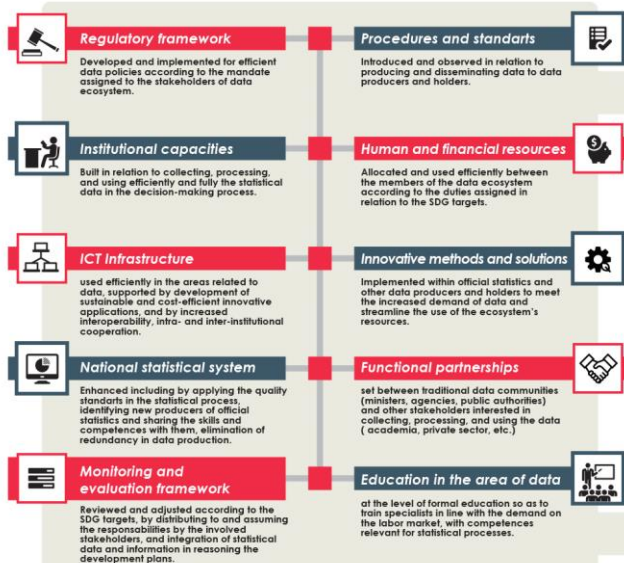 Regulatory framework
Developed and implemented for efficient
data policies according to the mandate
assigned to the stakeholders of data
ecosystem.
Procedures and standarts
Introduced and observed in relation to
producing and disseminating data to data
producers and holders.
Institutional capacities
Built in relation to collecting, processing,
and using efficiently and fully the statistical
data in the decision-making process.
Human and financial resources
Allocated and used efficiently between
the members of the data ecosystem
according to the duties assigned in
relation to the SDG targets.
ICT Infrastructure
used efficiently in the areas related to
data, supported by development of
sustainable and cost-efficient innovative
applications, and by increased
interoperability, intra- and inter-institutional
cooperation.
Innovative methods and solutions
Implemented within official statistics and
other data producers and holders to meet
the increased demand of data and
streamline the use of the ecosystem's
resources.
National statistical system
Enhanced including by applying the quality
standarts in the statistical process,
identifying new producers of official
statistics and sharing the skills and
competences with them, elimination of
redundancy in data production.
Functional partnerships
set between traditional data communities
(ministers, agencies, public authorities)
and other stakeholders interested in
collecting, processing, and using the data
( academia, private sector, etc.)
Monitoring and
evaluation framework
Reviewed and adjusted according to the
SDG targets, by distributing to and assuming
the responsabilities by the involved
stakeholders, and integration of statistical
data and information in reasoning the
development plans.
Education in the area of data
at the level of formal education so as to
train specialists in line with the demand on
the labor market, with competences
relevant for statistical processes.